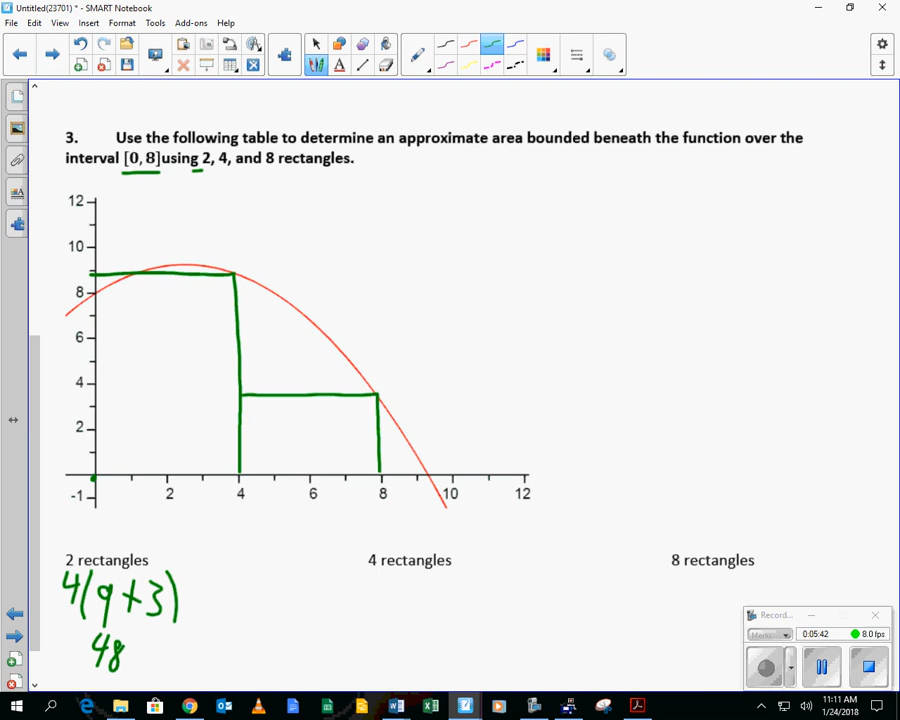 Untitled(23701) * - SMART Notebook
File Edit View Insert Format Tools Add-ons Help
3. Use the following table to determine an approximate area bounded beneath the function over the
interval [0, 8]using 2, 4, and 8 rectangles.
12
10
8
6
4
2
-1
2 4 6 8 10 12
2 rectangles 4 rectangles 8 rectangles
4(9+3)
48
Record...
Menu
0:05:42 8.0 fps
11:11 AM
1/24/2018